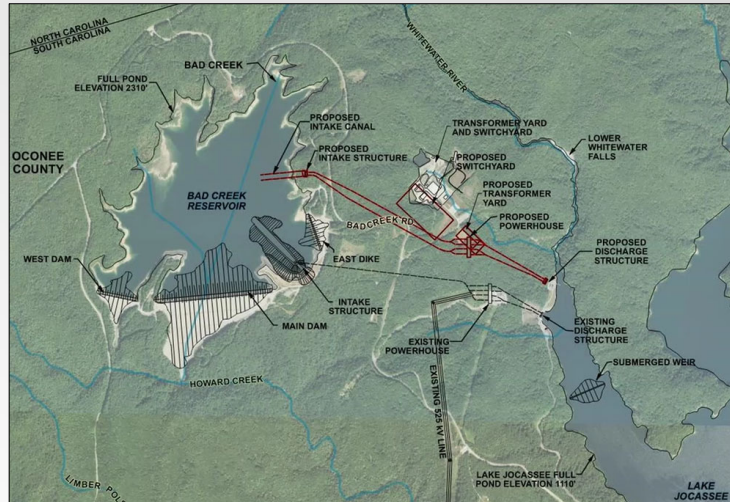 NORTH CAROLINA
SOUTH CAROLINA
WHITEWATER RIVER
BAD CREEK
FULL POND
ELEVATION 2310'
PROPOSED
INTAKE CANAL
TRANSFORMER YARD
AND SWITCHYARD
LOWER
WHITEWATER
FALLS
PROPOSED
INTAKE STRUCTURE
PROPOSED
SWITCHYARD
OCONEE
COUNTY
PROPOSED
TRANSFORMER
YARD
BAD CREEK
RESERVOIR
BADCREEK RD
PROPOSED
POWERHOUSE
PROPOSED
DISCHARGE
STRUCTURE
WEST DAM
EAST DIKE
INTAKE
STRUCTURE
MAIN DAM
EXISTING
POWERHOUSE
EXISTING
DISCHARGE
STRUCTURE
SUBMERGED WEIR
HOWARD CREEK
EXISTING 525 kV LINE
LIMBER POL
LAKE JOCASSEE FULL
POND ELEVATION 1110'
LAKE
JOCASSEE